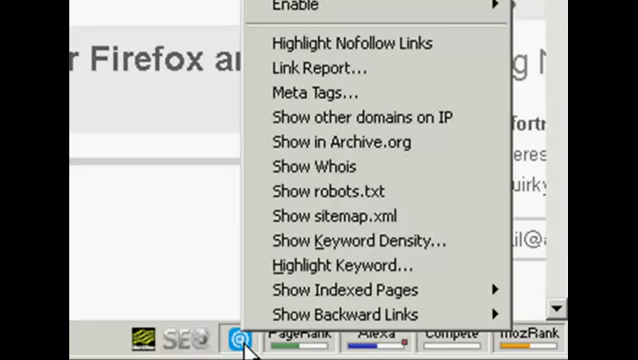 Enable
Highlight Nofollow Links
r Firefox a
Link Report...
Meta Tags...
Show other domains on IP
Show in Archive.org
Show Whois
Show robots.txt
Show sitemap.xml
Show Keyword Density...
Highlight Keyword...
Show Indexed Pages
Show Backward Links
SEO
PageRank
Alexa
Compete
mozRank